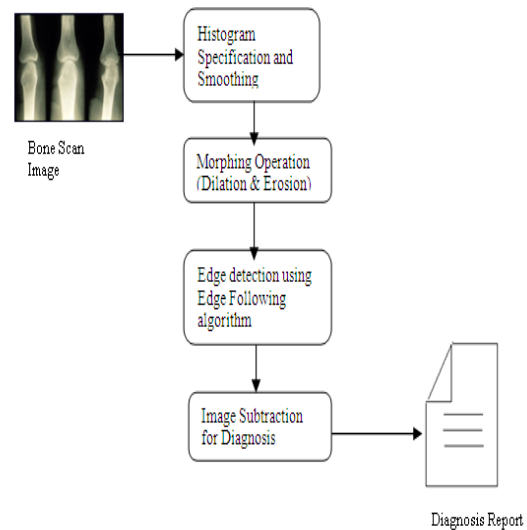 Histogram
Specification and
Smoothing
Bone Scan
Image
Morphing Operation
(Dilation & Erosion)
Edge detection using
Edge Following
algorithm
Image Subtraction
for Diagnosis
Diagnosis Report